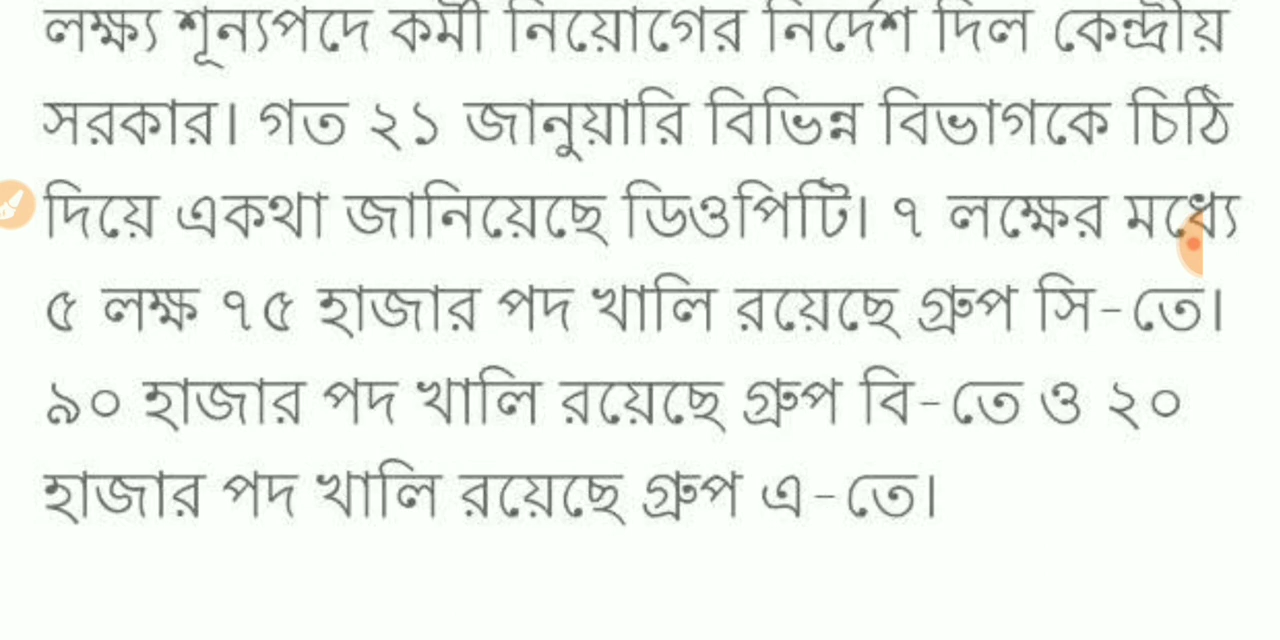 লক্ষ্য শূন্যপদে কর্মী নিয়োগের নির্দেশ দিল কেন্দ্রীয়
সরকার। গত ২১ জানুয়ারি বিভিন্ন বিভাগকে চিঠি
দিয়ে একথা জানিয়েছে ডিওপিটি। ৭ লক্ষের মধ্যে
৫ লক্ষ ৭৫ হাজার পদ খালি রয়েছে গ্রুপ সি-তে।
৯০ হাজার পদ খালি রয়েছে গ্রুপ বি-তে ও ২০
হাজার পদ খালি রয়েছে গ্রুপ এ-তে।